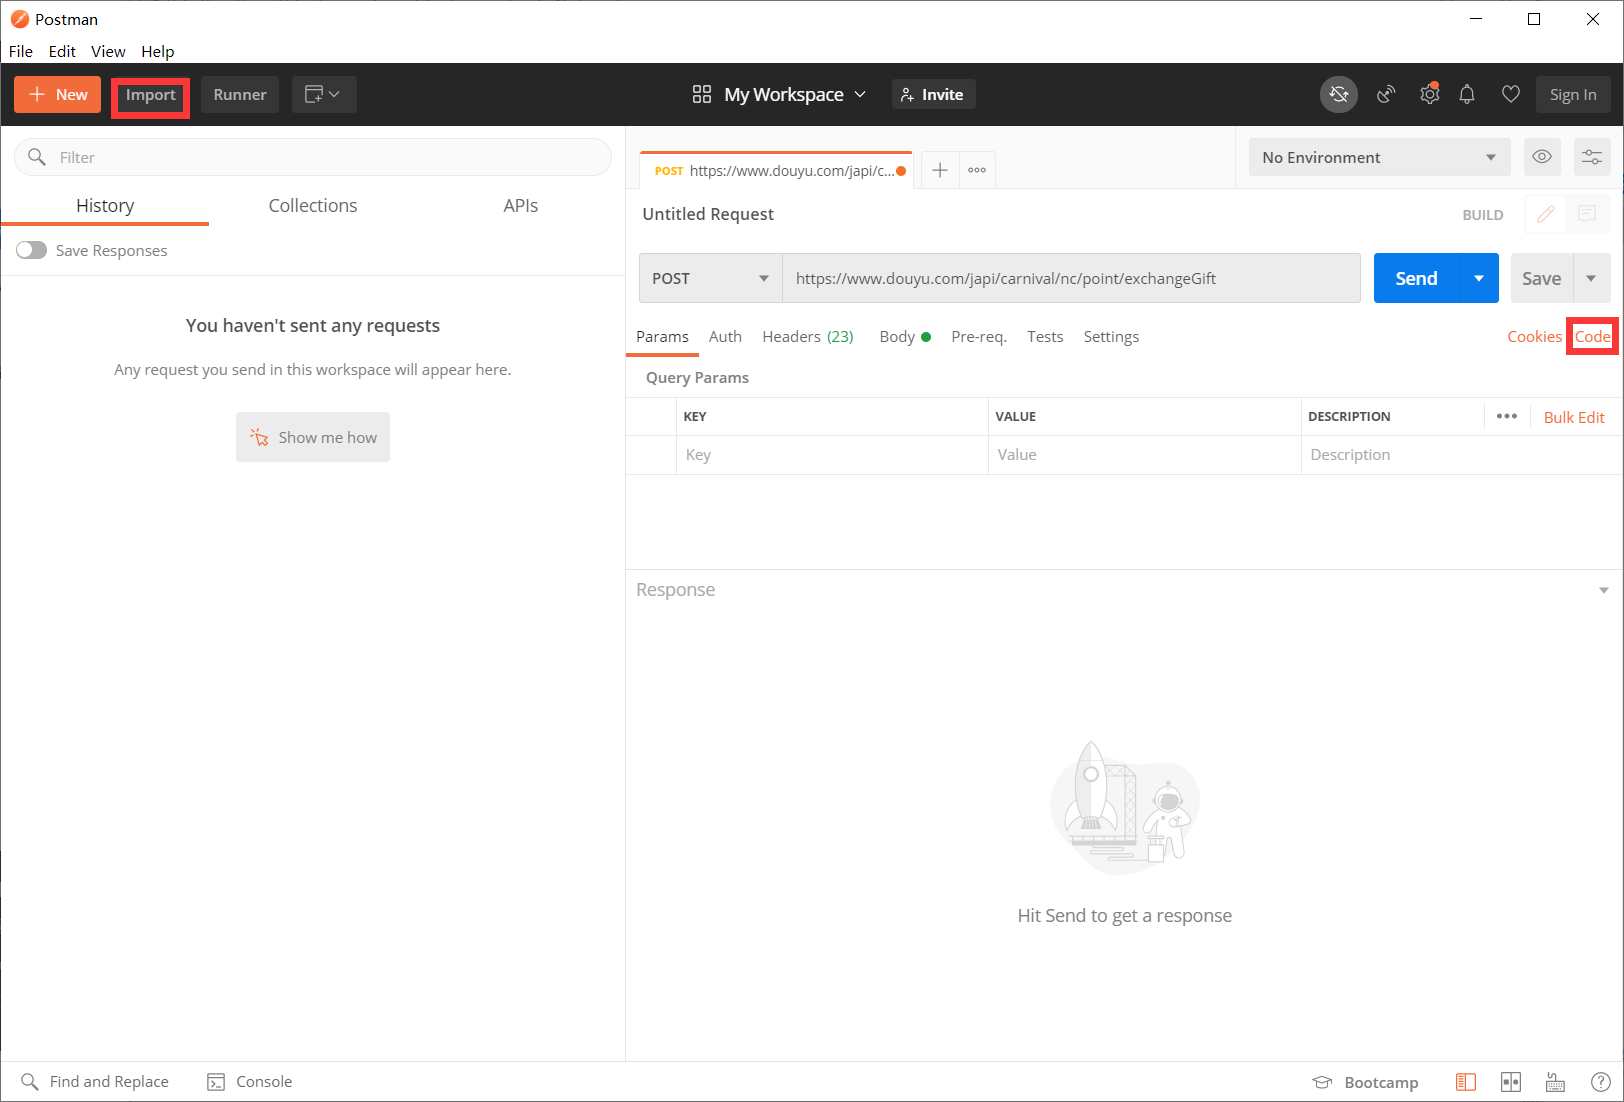 Postman
File Edit View Help
New Import Runner My Workspace Invite Sign In
Filter
History Collections APIs
Save Responses
You haven't sent any requests
Any request you send in this workspace will appear here.
Show me how
POST https://www.douyu.com/japi/c...
No Environment
Untitled Request
BUILD
POST https://www.douyu.com/japi/carnival/nc/point/exchangeGift Send Save
Params Auth Headers (23) Body Pre-req. Tests Settings Cookies Code
Query Params
KEY VALUE DESCRIPTION Bulk Edit
Key Value Description
Response
Hit Send to get a response
Find and Replace Console Bootcamp